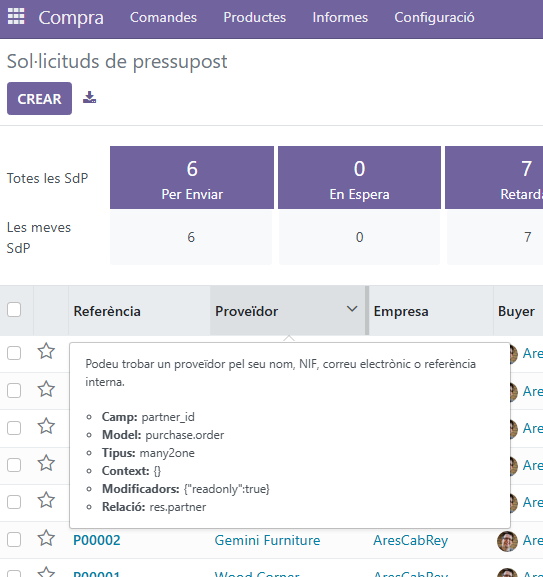 Compra Comandes Productes Informes Configuració
Sol·licituds de pressupost
CREAR
Totes les SdP 6 Per Enviar 0 En Espera 7 Retard
Les meves SdP 6 0 7
Referència Proveïdor Empresa Buyer
Podeu trobar un proveïdor pel seu nom, NIF, correu electrònic o referència
interna.
Camp: partner_id
Model: purchase.order
Tipus: many2one
Context: {}
Modificadors: {"readonly":true}
Relació: res.partner
Are
Are
Are
Are
Are
P00002 Gemini Furniture AresCabRey Are
P00001 Wood Corner AresCabRey Are